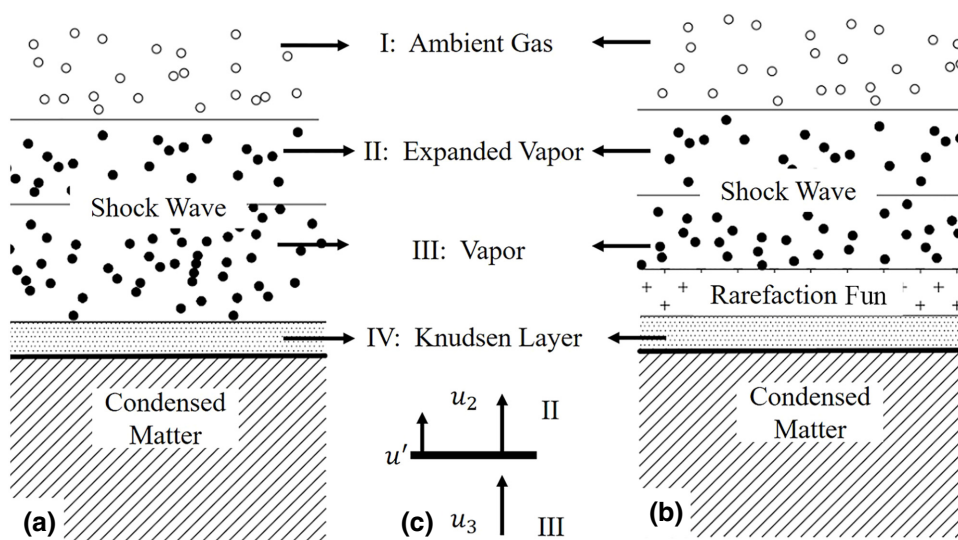 I: Ambient Gas
II: Expanded Vapor
Shock Wave
Shock Wave
III: Vapor
Rarefaction Fun
IV: Knudsen Layer
Condensed
Matter
Condensed
Matter
u₂
II
u′
u₃
III
(a)
(c)
(b)